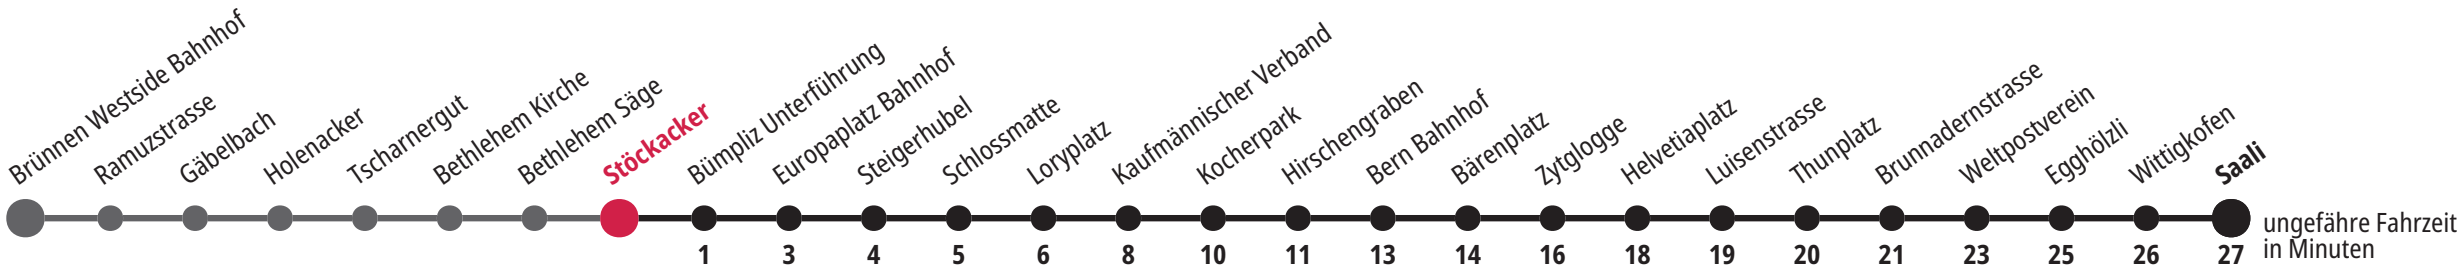 Brünnen Westside Bahnhof
Ramuzstrasse
Gäbelbach
Holenacker
Tscharnergut
Bethlehem Kirche
Bethlehem Säge
Stöckacker
Bümpliz Unterführung
Europaplatz Bahnhof
Steigerhubel
Schlossmatte
Loryplatz
Kaufmännischer Verband
Kocherpark
Hirschengraben
Bern Bahnhof
Bärenplatz
Zytglogge
Helvetiaplatz
Luisenstrasse
Thunplatz
Brunnadernstrasse
Weltpostverein
Egghölzli
Wittigkofen
Saali
1 3 4 5 6 8 10 11 13 14 16 18 19 20 21 23 25 26 27
ungefähre Fahrzeit
in Minuten